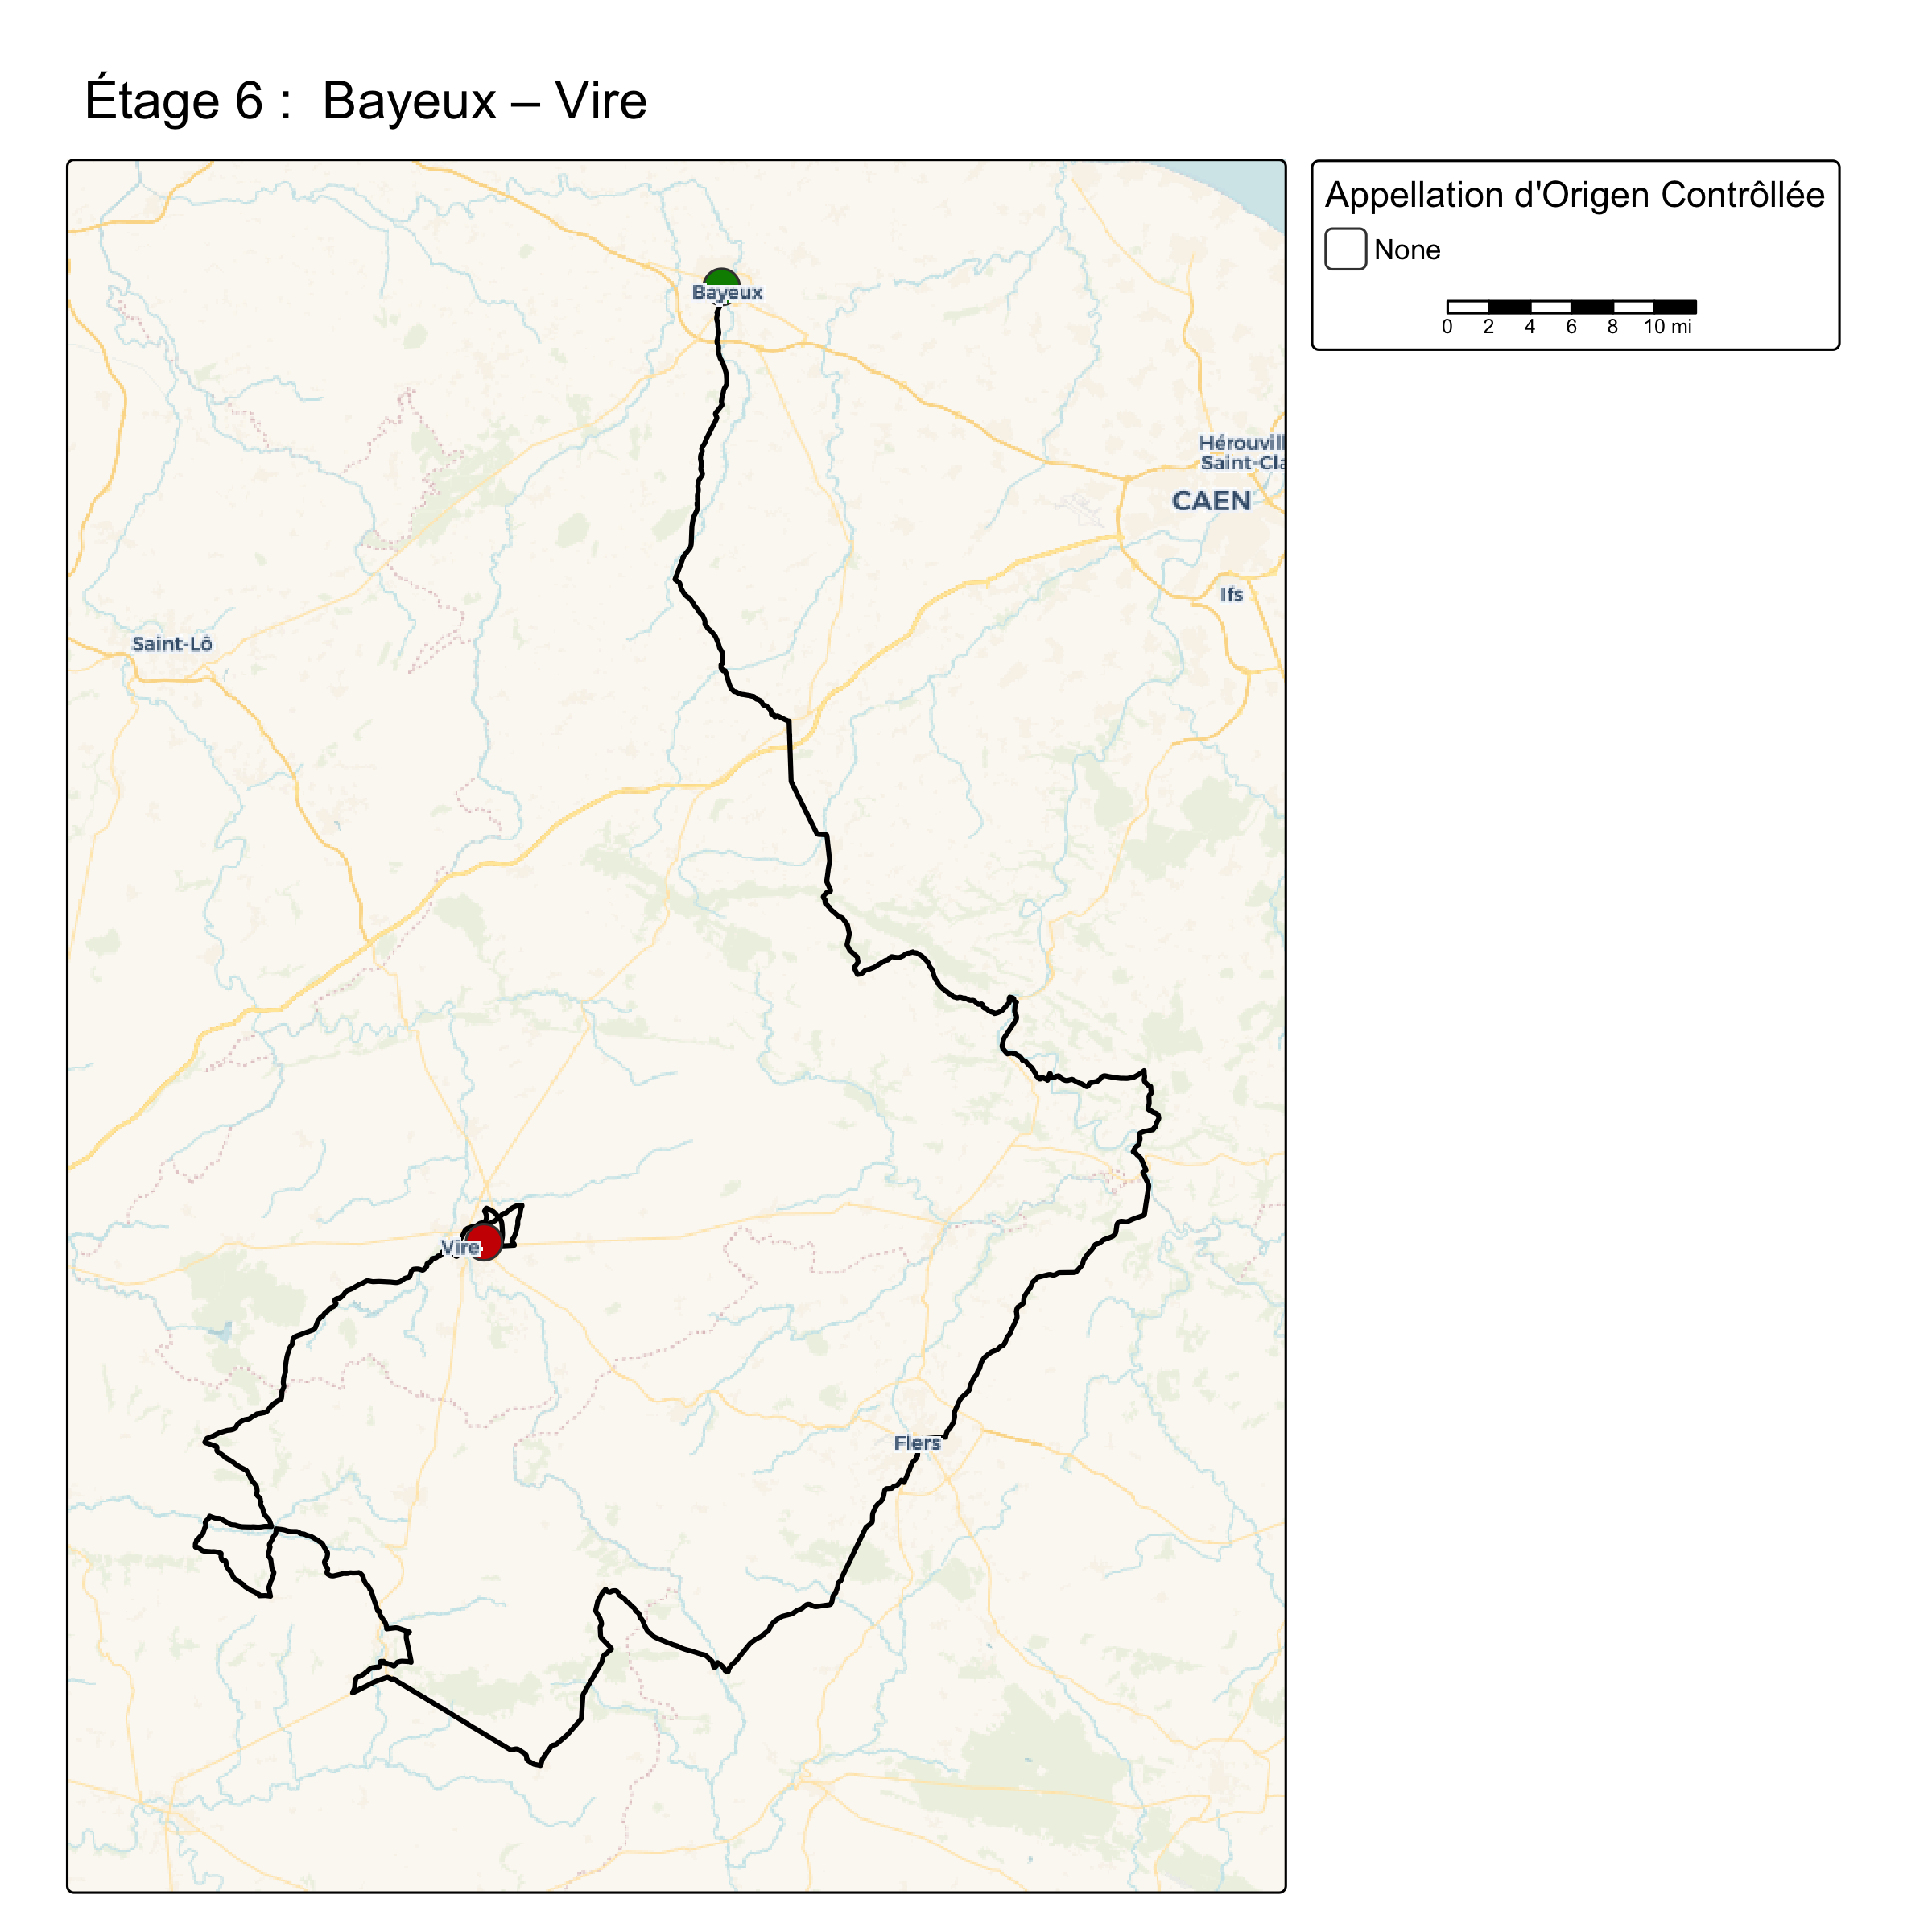 Étage 6 :  Bayeux – Vire
Appellation d'Origen Contrôllée
None
0 2 4 6 8 10 mi
Bayeux
Hérouvill
Saint-Cla
CAEN
Ifs
Saint-Lô
Vire
Flers